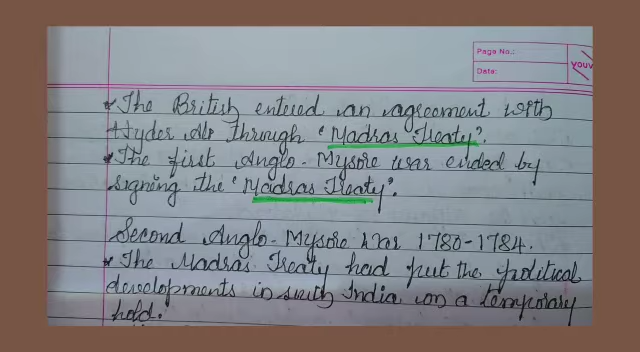 Page No.:
Date:
YOUV
* The British entered an agreement with
Hyder Ali through 'Madras Treaty'.
* The first Anglo-Mysore war ended by
signing the 'Madras Treaty'.
Second Anglo-Mysore War 1780-1784.
* The Madras Treaty had put the political
developments in south India on a temporary
hold.